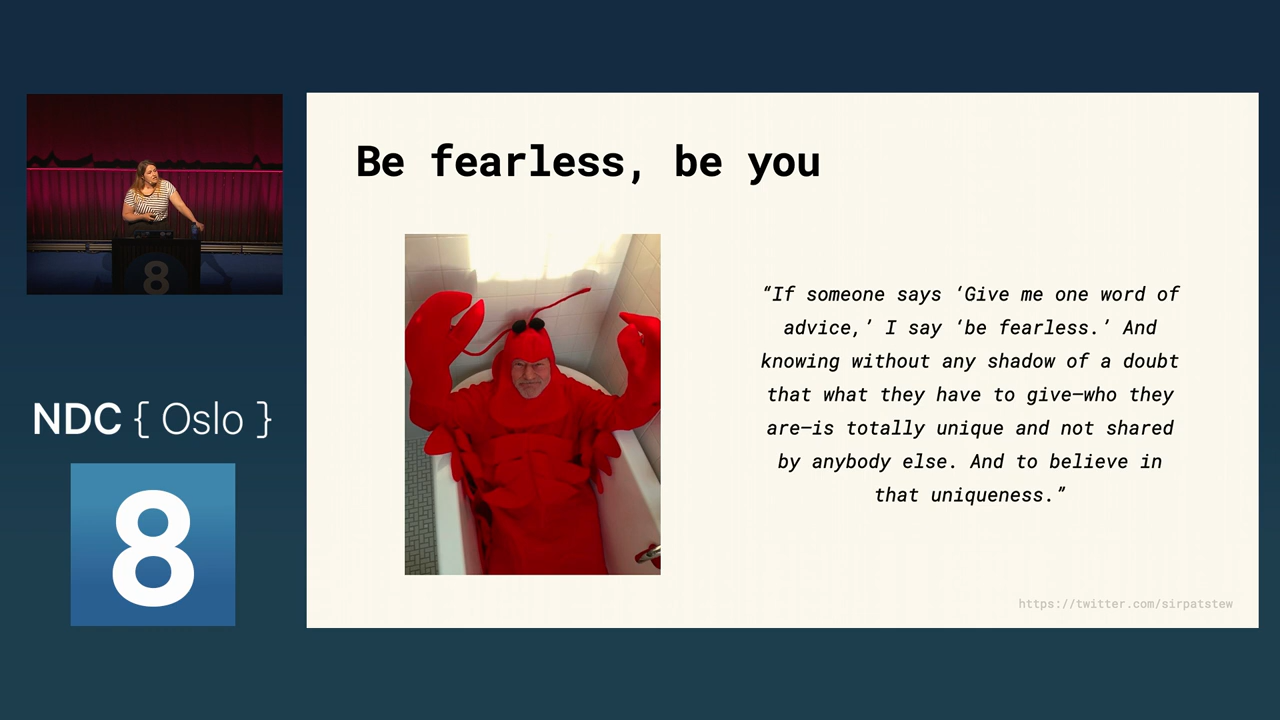 Be fearless, be you
“If someone says ‘Give me one word of
advice,’ I say ‘be fearless.’ And
knowing without any shadow of a doubt
that what they have to give—who they
are—is totally unique and not shared
by anybody else. And to believe in
that uniqueness.”
https://twitter.com/sirpatstew
8
NDC { Oslo }
8